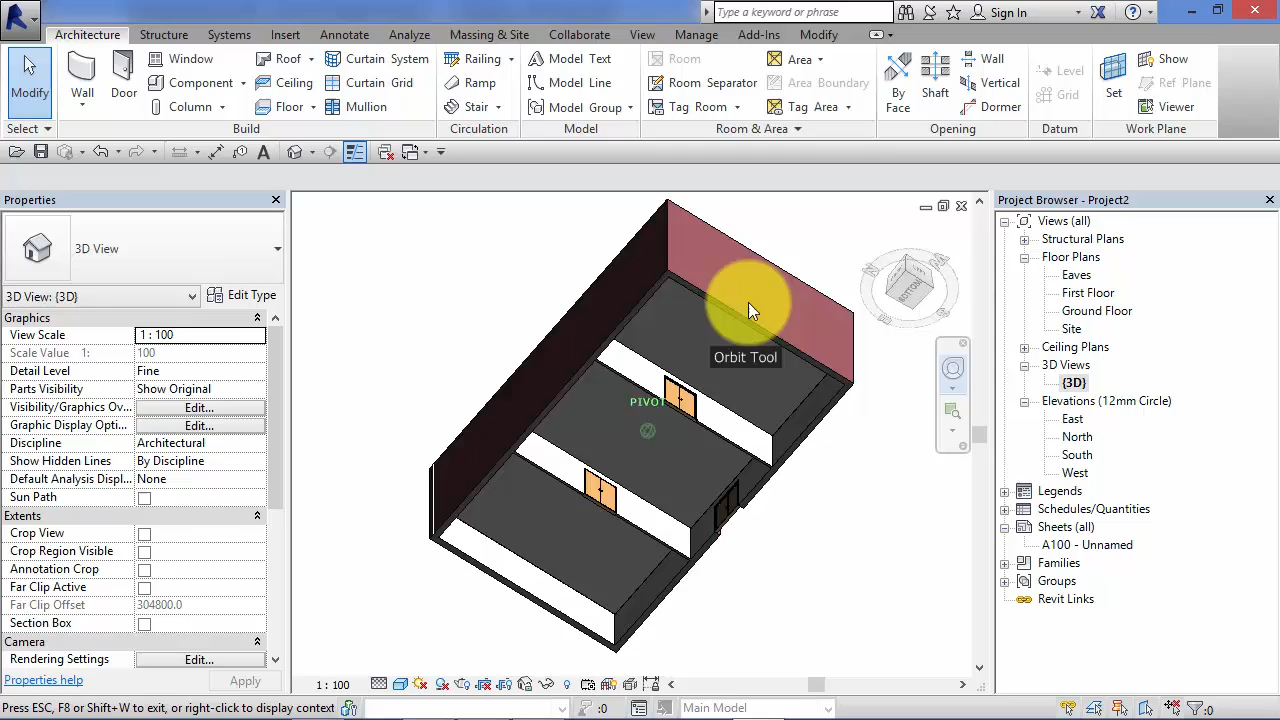 Type a keyword or phrase
Sign In
Architecture Structure Systems Insert Annotate Analyze Massing & Site Collaborate View Manage Add-Ins Modify
Modify
Wall
Door
Window
Component
Column
Roof
Ceiling
Floor
Curtain System
Curtain Grid
Mullion
Railing
Ramp
Stair
Model Text
Model Line
Model Group
Room
Room Separator
Tag Room
Area
Area Boundary
Tag Area
By Face
Shaft
Wall
Vertical
Dormer
Level
Grid
Set
Show
Ref Plane
Viewer
Select Build Circulation Model Room & Area Opening Datum Work Plane
Properties
3D View
3D View: {3D} Edit Type
Graphics
View Scale 1 : 100
Scale Value 1: 100
Detail Level Fine
Parts Visibility Show Original
Visibility/Graphics Ov... Edit...
Graphic Display Opti... Edit...
Discipline Architectural
Show Hidden Lines By Discipline
Default Analysis Displ... None
Sun Path
Extents
Crop View
Crop Region Visible
Annotation Crop
Far Clip Active
Far Clip Offset 304800.0
Section Box
Camera
Rendering Settings Edit...
Properties help Apply
PIVOT
Orbit Tool
BOTTOM
Project Browser - Project2
Views (all)
Structural Plans
Floor Plans
Eaves
First Floor
Ground Floor
Site
Ceiling Plans
3D Views
{3D}
Elevations (12mm Circle)
East
North
South
West
Legends
Schedules/Quantities
Sheets (all)
A100 - Unnamed
Families
Groups
Revit Links
1 : 100
Press ESC, F8 or Shift+W to exit, or right-click to display context
:0
Main Model
:0